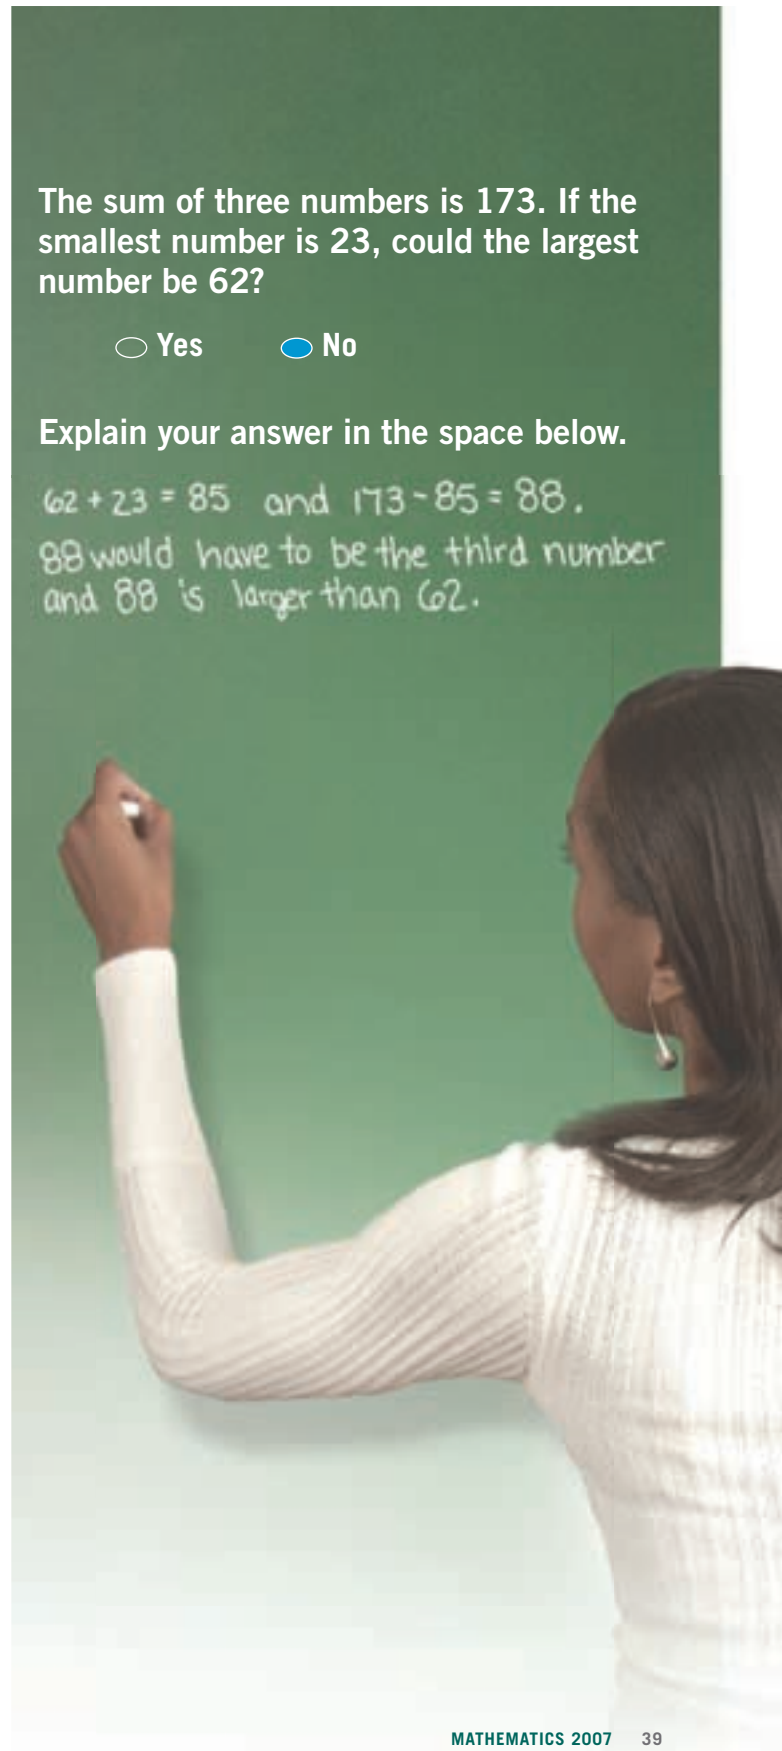 The sum of three numbers is 173. If the
smallest number is 23, could the largest
number be 62?
Yes No
Explain your answer in the space below.
62 + 23 = 85 and 173 - 85 = 88.
88 would have to be the third number
and 88 is larger than 62.
MATHEMATICS 2007 39